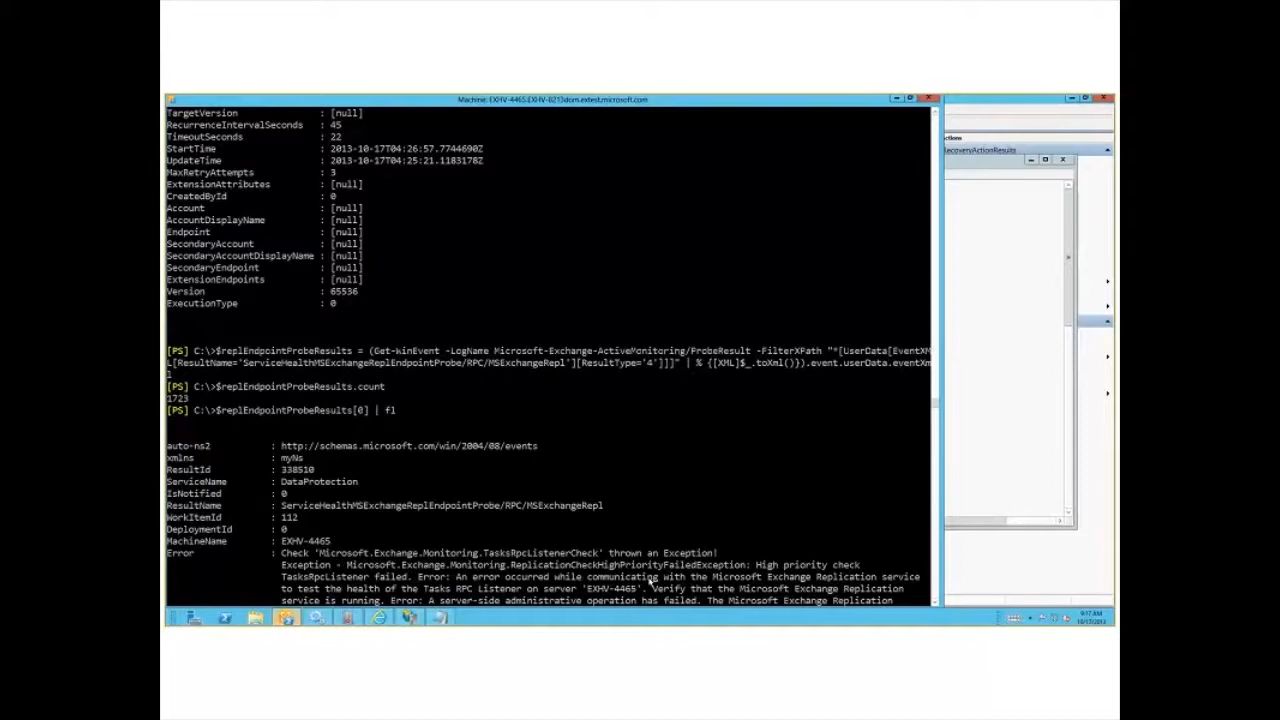 Machine: EXHV-4465.EXHV-8213dom.extest.microsoft.com
TargetVersion : [null]
RecurrenceIntervalSeconds : 45
TimeoutSeconds : 22
StartTime : 2013-10-17T04:26:57.7744690Z
UpdateTime : 2013-10-17T04:25:21.1183178Z
MaxRetryAttempts : 3
ExtensionAttributes : [null]
CreatedById : 0
Account : [null]
AccountDisplayName : [null]
Endpoint : [null]
SecondaryAccount : [null]
SecondaryAccountDisplayName : [null]
SecondaryEndpoint : [null]
ExtensionEndpoints : [null]
Version : 65536
ExecutionType : 0
[PS] C:\>$replEndpointProbeResults = (Get-WinEvent -LogName Microsoft-Exchange-ActiveMonitoring/ProbeResult -FilterXPath "*[UserData[EventXM
L[ResultName='ServiceHealthMSExchangeReplEndpointProbe/RPC/MSExchangeRepl'][ResultType='4']]]" | % {[XML]$_.toXml()}).event.userData.eventXm
l
[PS] C:\>$replEndpointProbeResults.count
1723
[PS] C:\>$replEndpointProbeResults[0] | fl
auto-ns2 : http://schemas.microsoft.com/win/2004/08/events
xmlns : myNs
ResultId : 338510
ServiceName : DataProtection
IsNotified : 0
ResultName : ServiceHealthMSExchangeReplEndpointProbe/RPC/MSExchangeRepl
WorkItemId : 112
DeploymentId : 0
MachineName : EXHV-4465
Error : Check 'Microsoft.Exchange.Monitoring.TasksRpcListenerCheck' thrown an Exception!
Exception - Microsoft.Exchange.Monitoring.ReplicationCheckHighPriorityFailedException: High priority check
TasksRpcListener failed. Error: An error occurred while communicating with the Microsoft Exchange Replication service
to test the health of the Tasks RPC Listener on server 'EXHV-4465'. Verify that the Microsoft Exchange Replication
service is running. Error: A server-side administrative operation has failed. The Microsoft Exchange Replication
ctions
RecoveryActionResults
9:17 AM